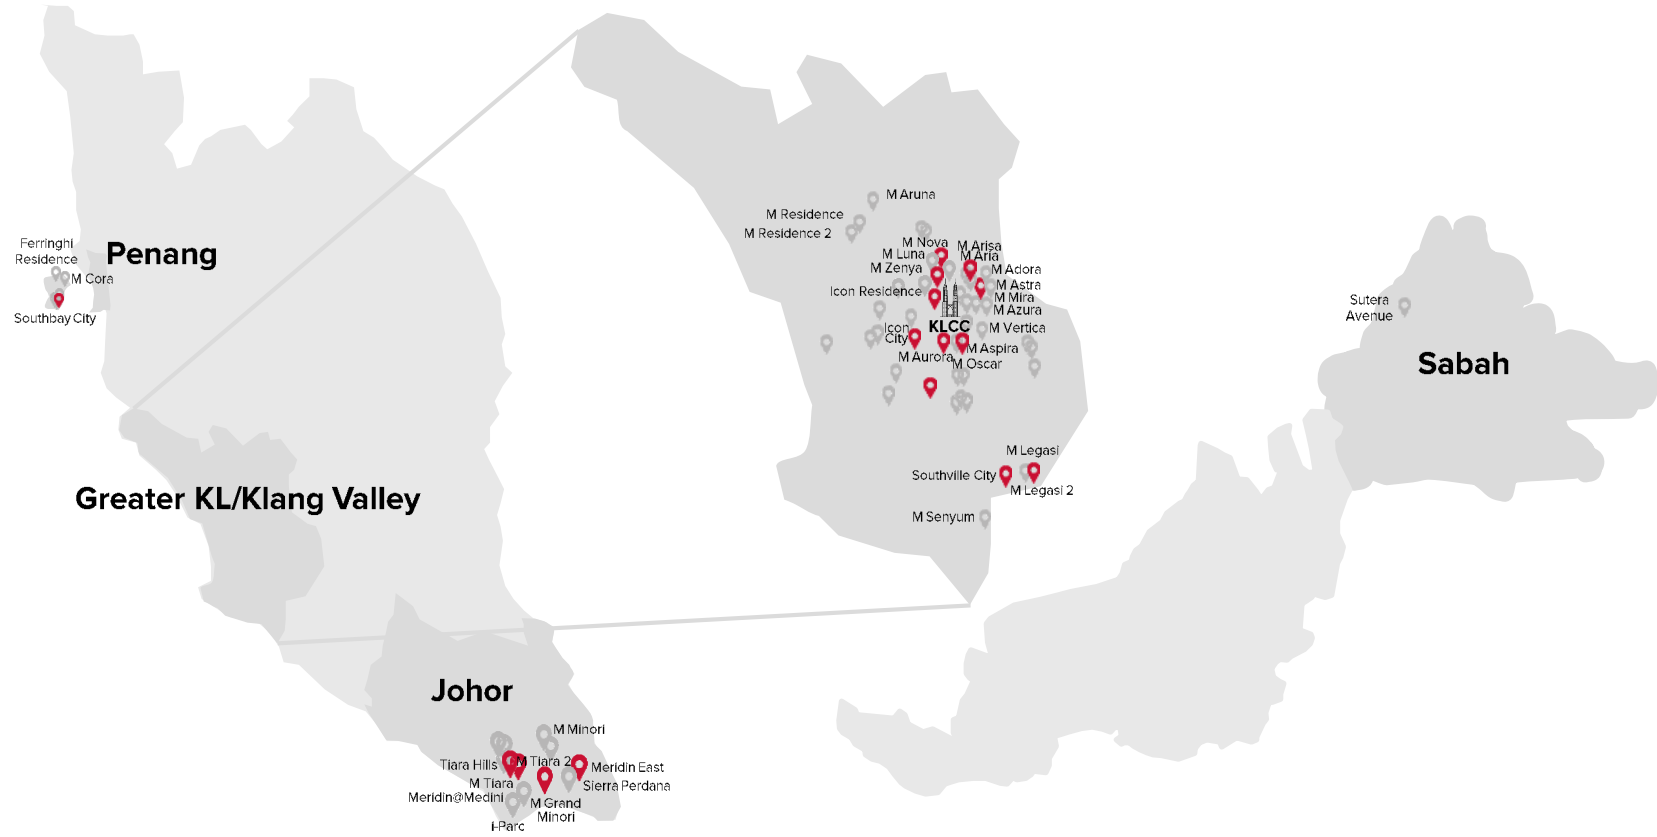 Ferringhi
Residence
M Cora
Southbay City
Penang
Greater KL/Klang Valley
Johor
M Minori
Tiara Hills
M Tiara 2
Meridin East
M Tiara
Sierra Perdana
Meridin@Medini
M Grand
Minori
i-Parc
M Aruna
M Residence
M Residence 2
M Nova
M Arisa
M Luna
M Aria
M Zenya
M Adora
M Astra
Icon Residence
M Mira
M Azura
Icon
City
KLCC
M Vertica
M Aspira
M Aurora
M Oscar
M Legasi
Southville City
M Legasi 2
M Senyum
Sutera
Avenue
Sabah